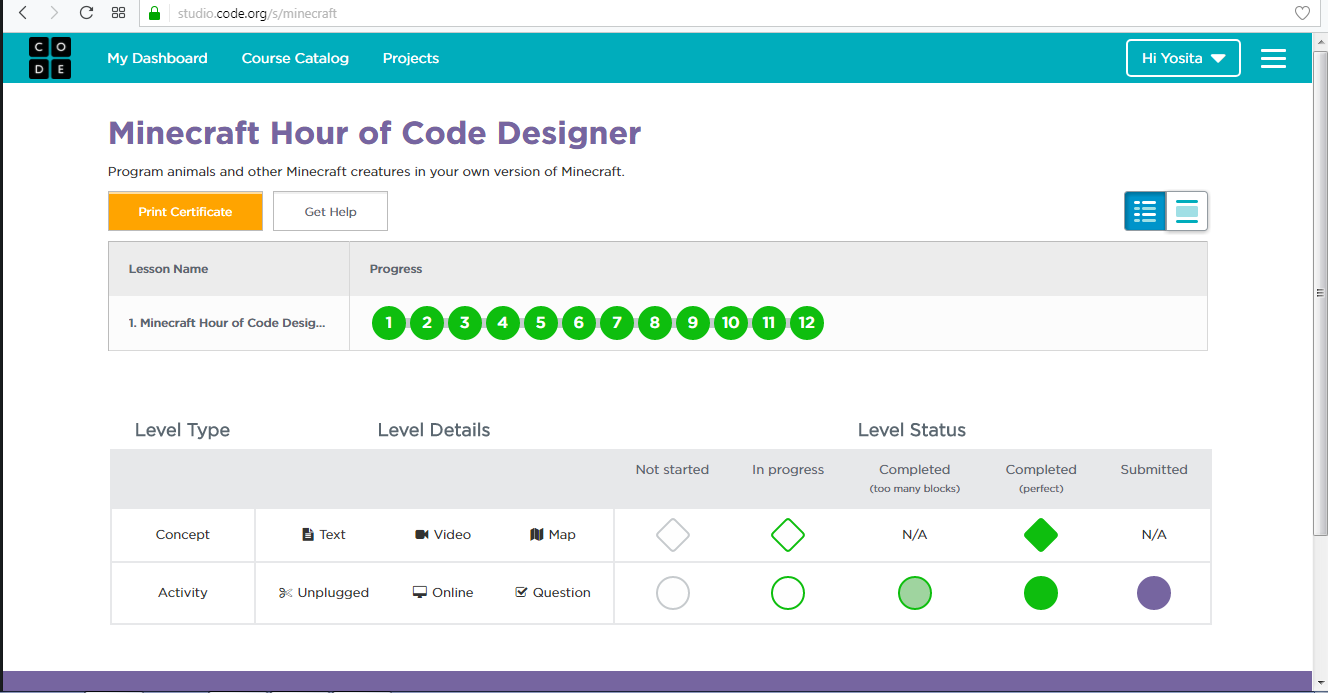 studio.code.org/s/minecraft
C O
D E
My Dashboard Course Catalog Projects Hi Yosita
Minecraft Hour of Code Designer
Program animals and other Minecraft creatures in your own version of Minecraft.
Print Certificate Get Help
Lesson Name Progress
1. Minecraft Hour of Code Desig... 1 2 3 4 5 6 7 8 9 10 11 12
Level Type Level Details Level Status
Not started In progress Completed Completed Submitted
(too many blocks) (perfect)
Concept Text Video Map N/A N/A
Activity Unplugged Online Question